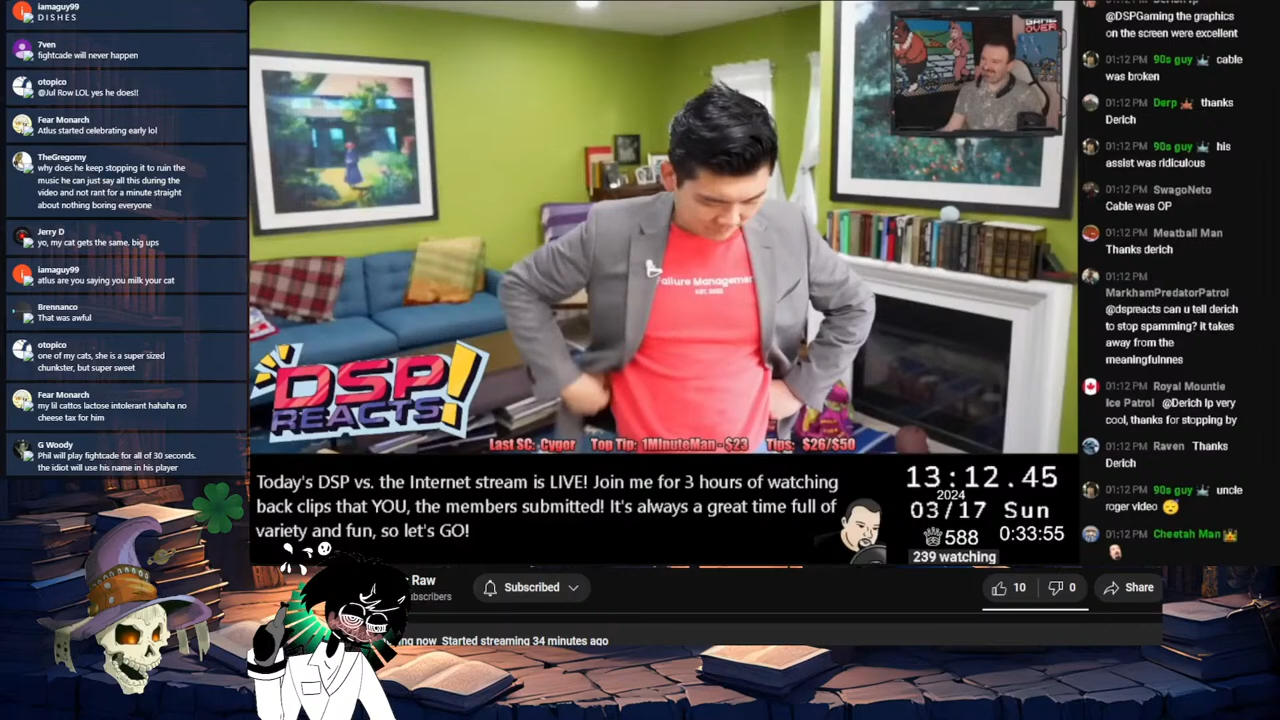 iamaguy99
DISHES
7ven
fightcade will never happen
otopico
@Jul Row LOL yes he does!!
Fear Monarch
Atlus started celebrating early lol
TheGregomy
why does he keep stopping it to ruin the
music he can just say all this during the
video and not rant for a minute straight
about nothing boring everyone
Jerry D
yo, my cat gets the same. big ups
iamaguy99
atlus are you saying you milk your cat
Brennanco
That was awful
otopico
one of my cats, she is a super sized
chunkster, but super sweet
Fear Monarch
my lil cattos lactose intolerant hahaha no
cheese tax for him
G Woody
Phil will play fightcade for all of 30 seconds.
the idiot will use his name in his player
GAME
OVER
Failure Management
DSP
REACTS!
Last SC: Cygor Top Tip: 1MinuteMan - $23 Tips: $26/$50
Today's DSP vs. the Internet stream is LIVE! Join me for 3 hours of watching
back clips that YOU, the members submitted! It's always a great time full of
variety and fun, so let's GO!
13:12.45
2024
03/17 Sun
588 0:33:55
239 watching
Raw
Subscribed
10
0
Share
now Started streaming 34 minutes ago
@DSPGaming the graphics
on the screen were excellent
01:12 PM 90s guy cable
was broken
01:12 PM Derp thanks
Derich
01:12 PM 90s guy his
assist was ridiculous
01:12 PM SwagoNeto
Cable was OP
01:12 PM Meatball Man
Thanks derich
01:12 PM
MarkhamPredatorPatrol
@dspreacts can u tell derich
to stop spamming? it takes
away from the
meaningfulnnes
01:12 PM Royal Mountie
Ice Patrol @Derich lp very
cool, thanks for stopping by
01:12 PM Raven Thanks
Derich
01:12 PM 90s guy uncle
roger video
01:12 PM Cheetah Man